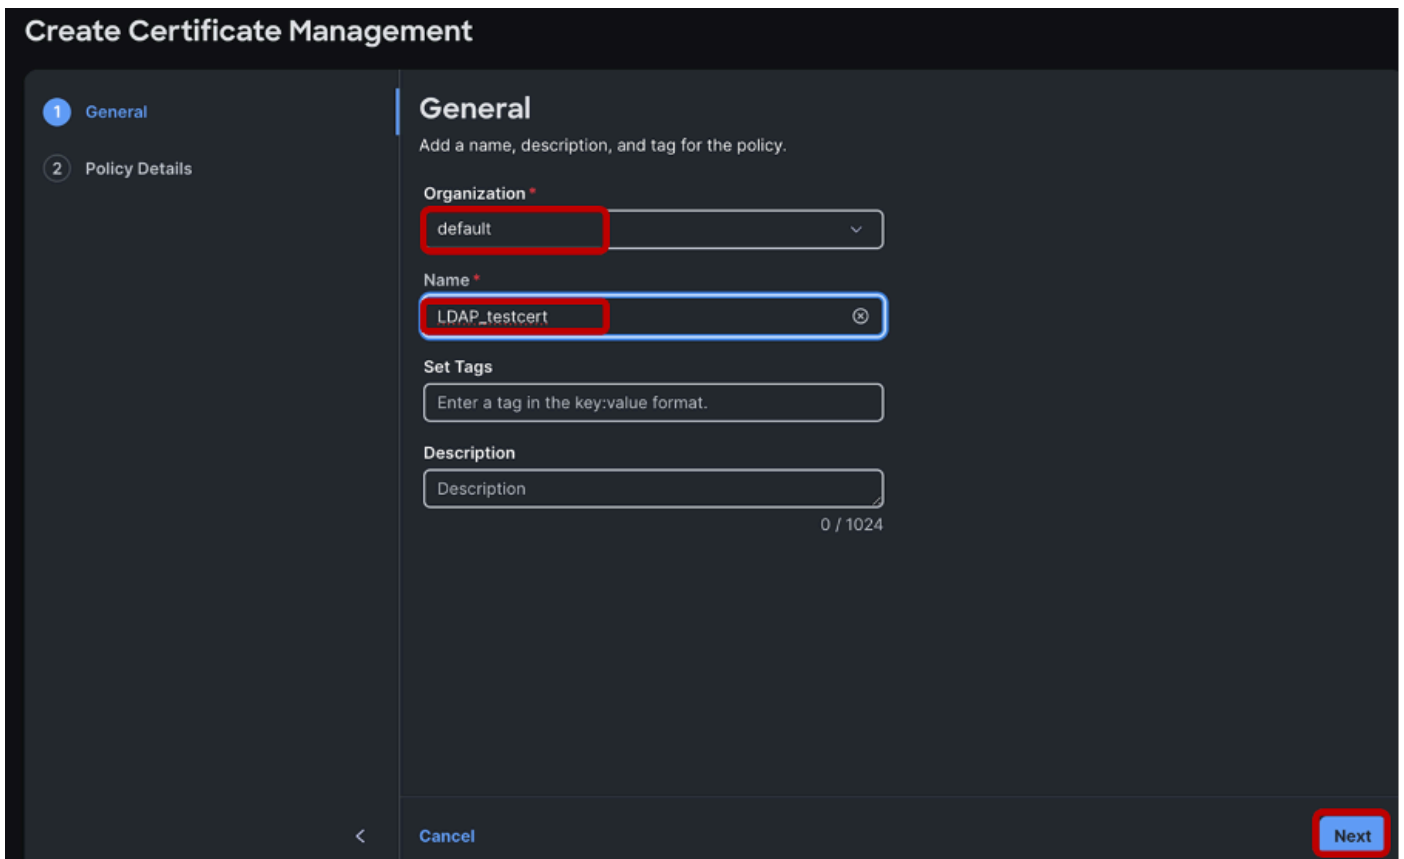 Create Certificate Management
1 General
2 Policy Details
General
Add a name, description, and tag for the policy.
Organization *
default
Name *
LDAP_testcert
Set Tags
Enter a tag in the key:value format.
Description
Description
0 / 1024
Cancel
Next